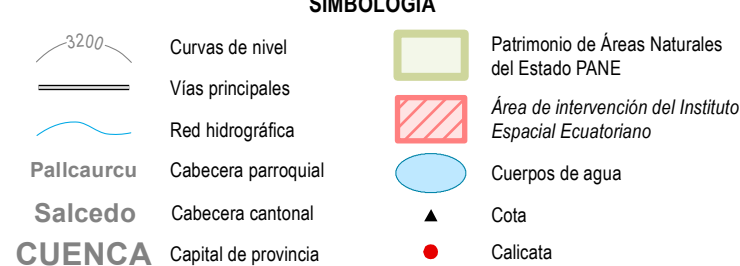 SIMBOLOGÍA
3200
Curvas de nivel
Vías principales
Red hidrográfica
Pallcaurcu
Cabecera parroquial
Salcedo
Cabecera cantonal
CUENCA
Capital de provincia
Patrimonio de Áreas Naturales
del Estado PANE
Área de intervención del Instituto
Espacial Ecuatoriano
Cuerpos de agua
Cota
Calicata